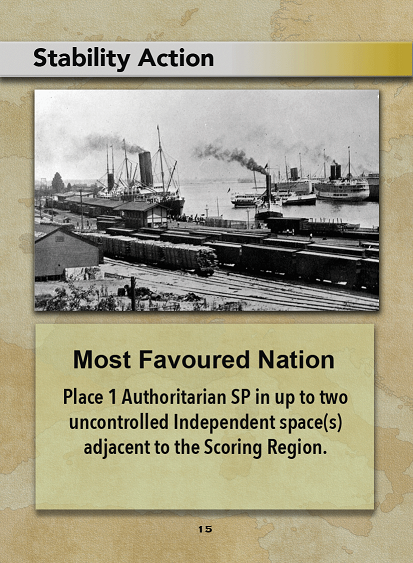 Stability Action
Most Favoured Nation
Place 1 Authoritarian SP in up to two
uncontrolled Independent space(s)
adjacent to the Scoring Region.
15